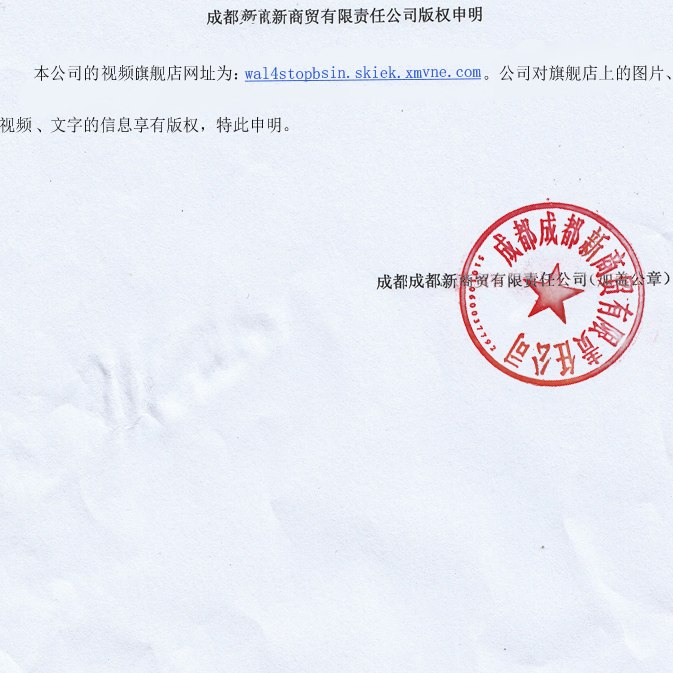 成都新商新商贸有限责任公司版权申明
本公司的视频旗舰店网址为: wal4stopbsin.skiek.xmvne.com。公司对旗舰店上的图片、
视频、文字的信息享有版权，特此申明。
成都成都新商贸有限责任公司(加盖公章)
成都成都新商贸有限责任公司